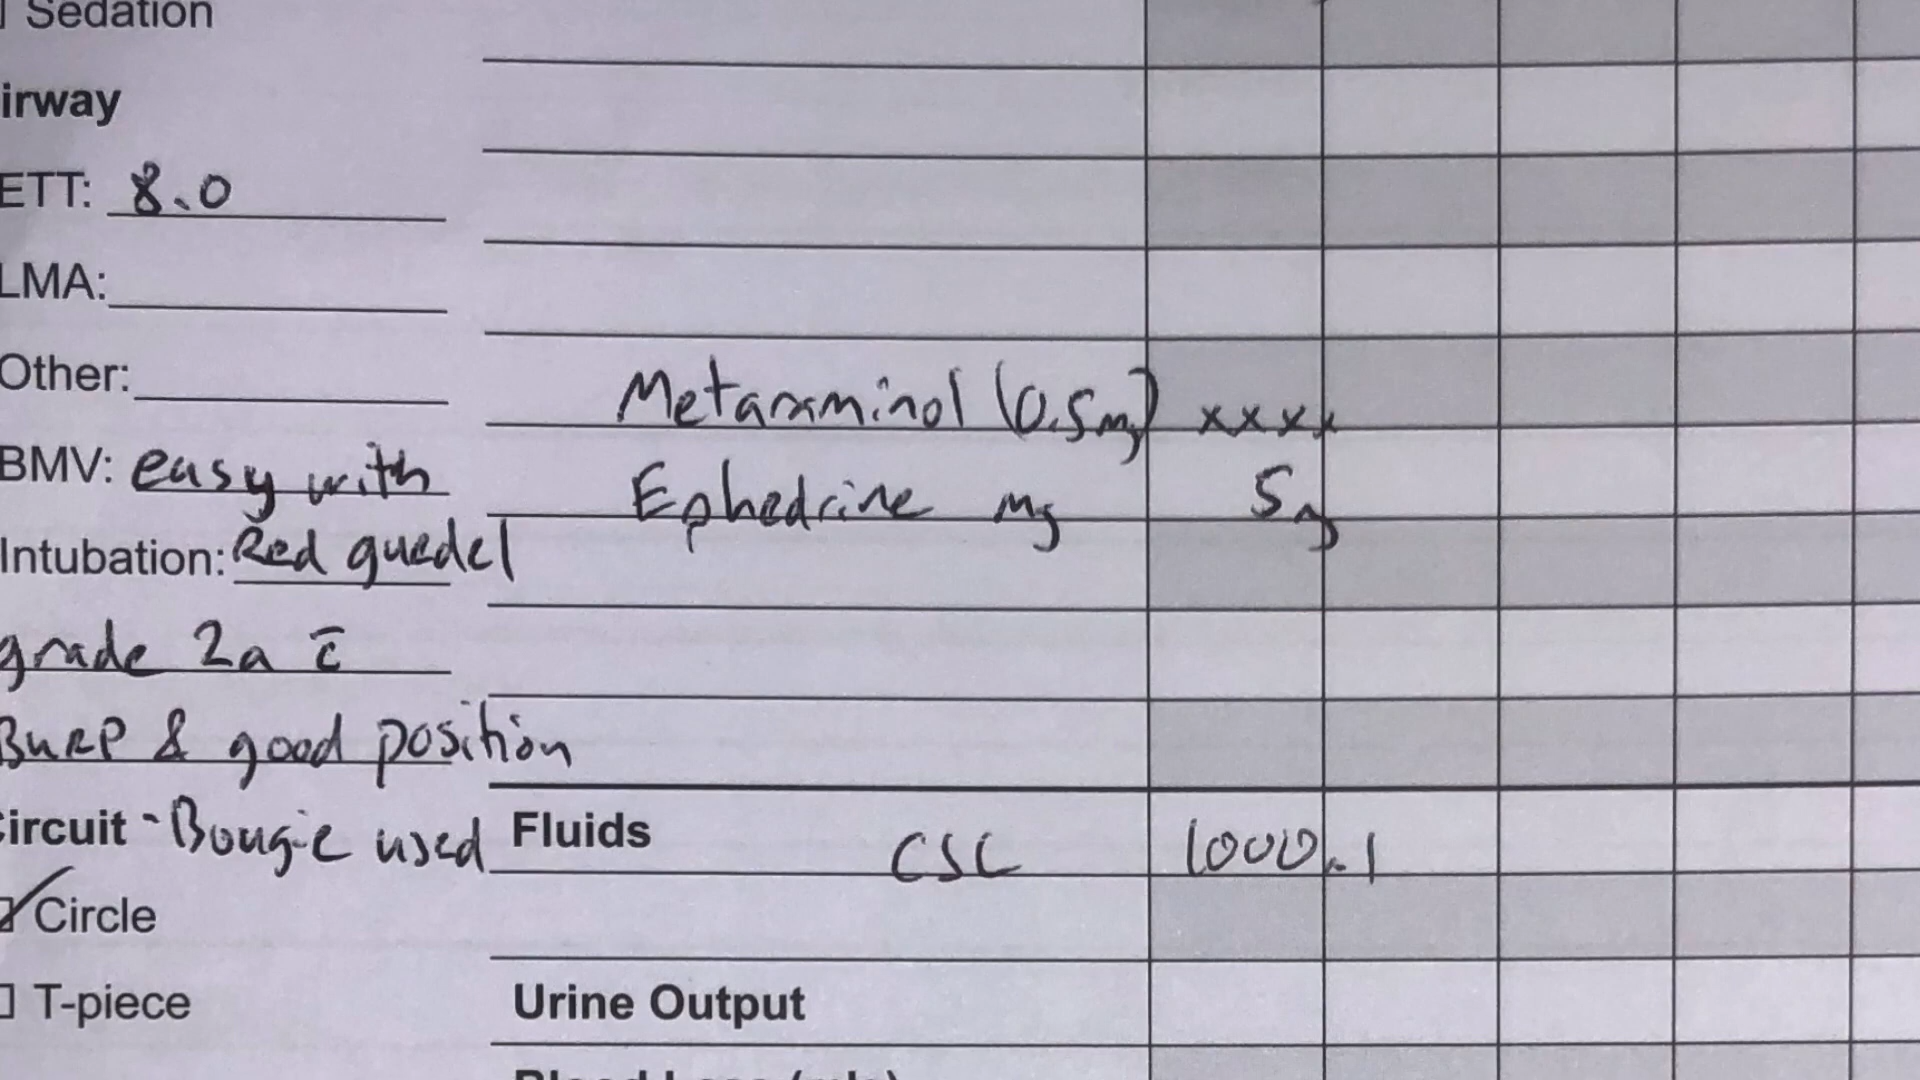 Sedation
irway
ETT: 8.0
LMA:
Other:
Metaraminol (0.5mg) xxxx
BMV: easy with
Ephedrine mg 5mg
Intubation: Red guedel
grade 2a c̄
BURP & good position
ircuit - Bougie used
Fluids CSL 1000ml
Circle
T-piece
Urine Output